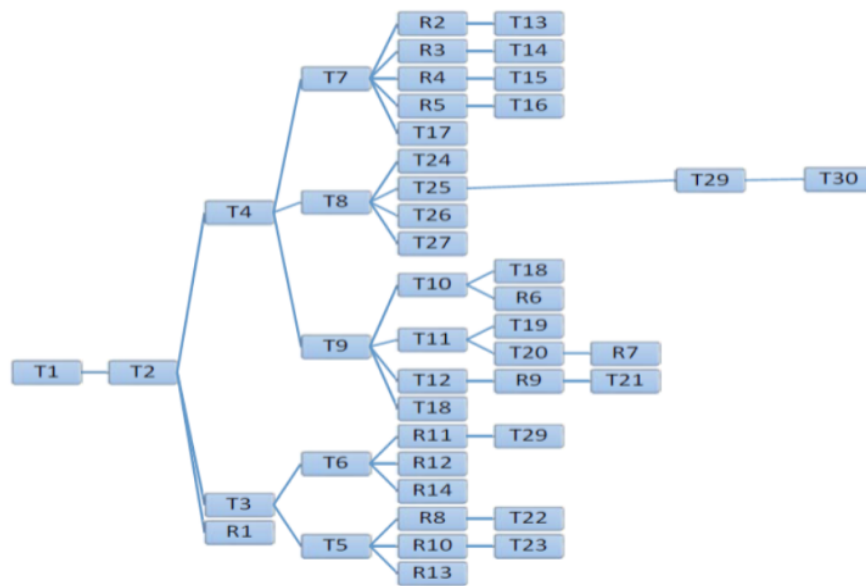 R2 T13
R3 T14
T7 R4 T15
R5 T16
T17
T24
T25 T29 T30
T8
T4 T26
T27
T18
T10
R6
T19
T11
T9 T20 R7
T1 T2 T12 R9 T21
T18
R11 T29
T6 R12
R14
T3
R8 T22
R1
T5 R10 T23
R13